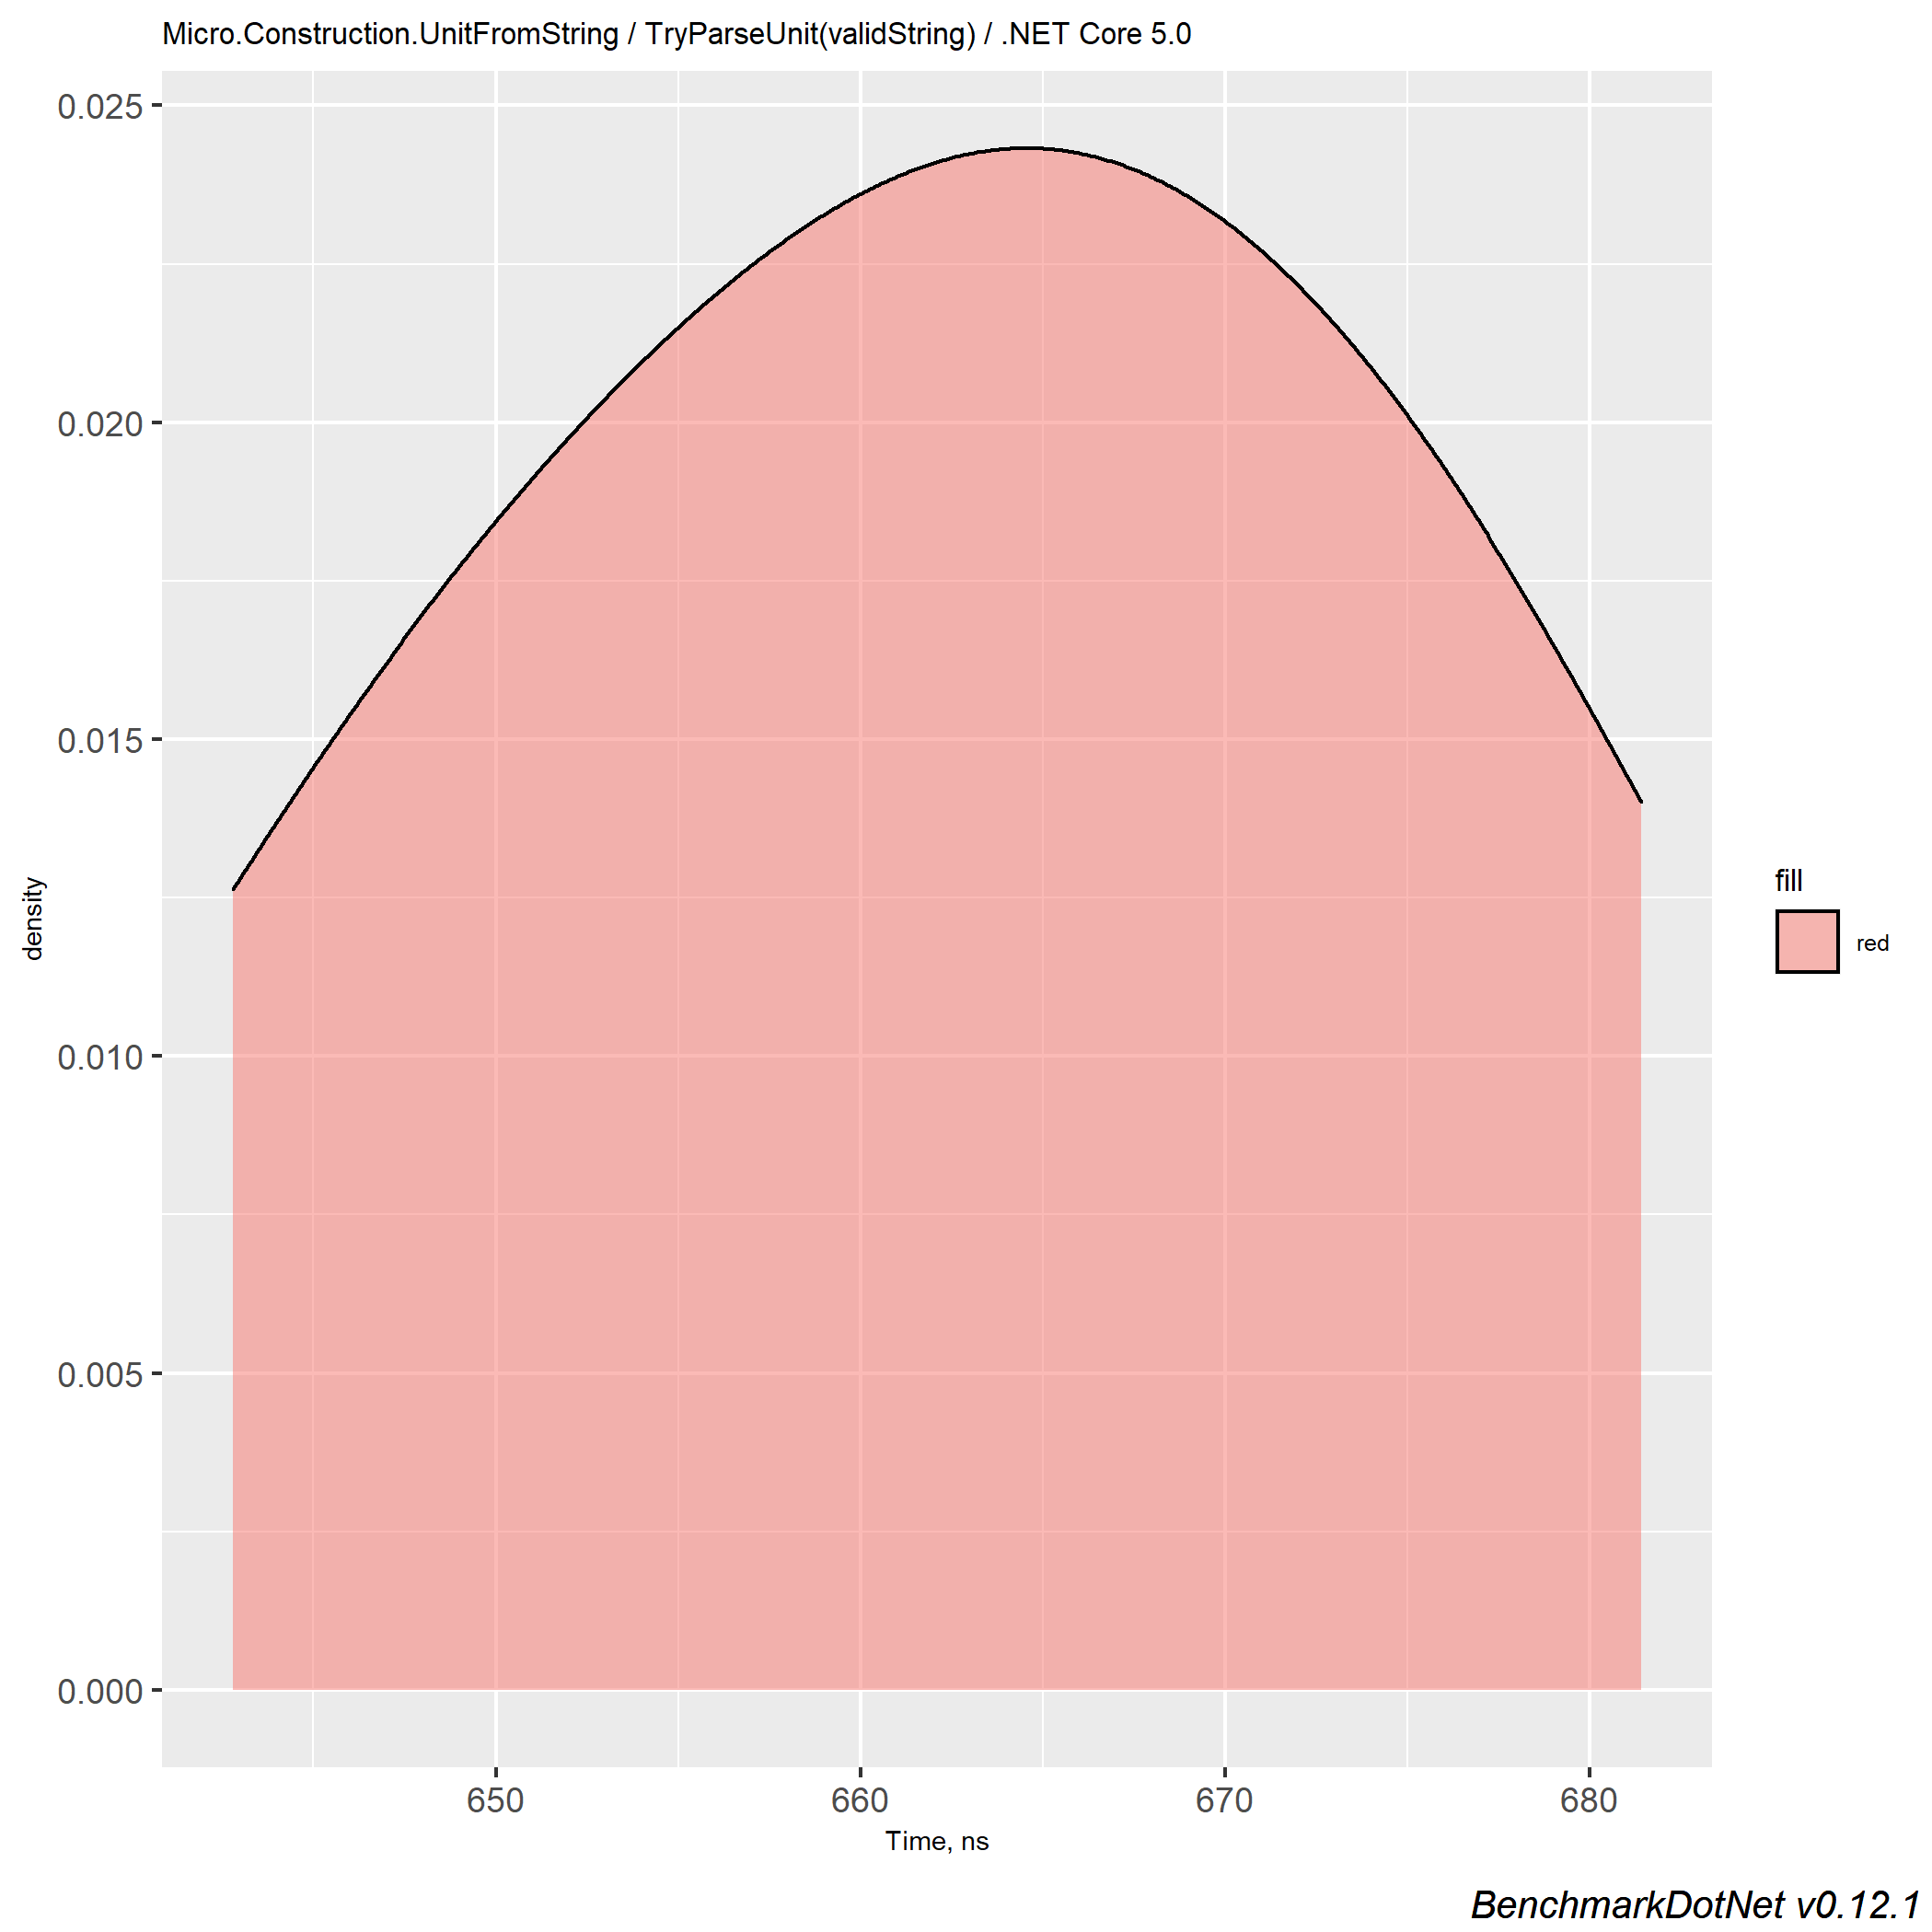 Micro.Construction.UnitFromString / TryParseUnit(validString) / .NET Core 5.0
0.025
0.020
0.015
0.010
0.005
0.000
density
650 660 670 680
Time, ns
fill
red
BenchmarkDotNet v0.12.1